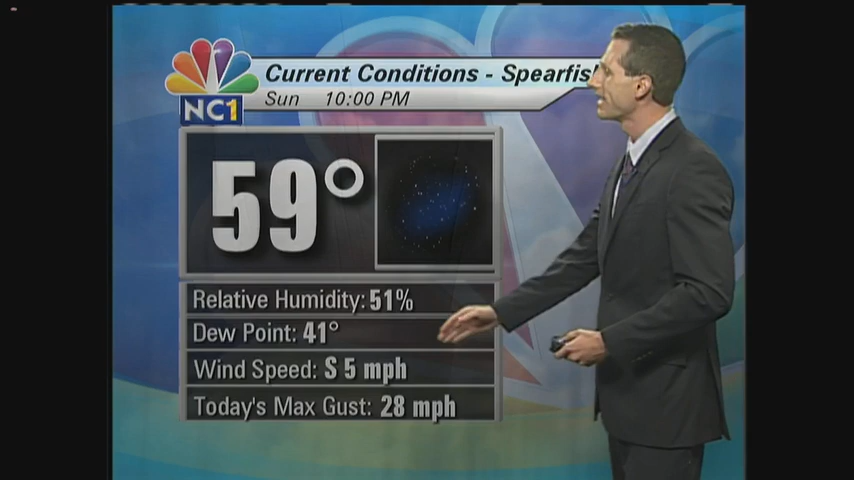 Current Conditions - Spearfis
NC1
Sun 10:00 PM
59°
Relative Humidity: 51%
Dew Point: 41°
Wind Speed: S 5 mph
Today's Max Gust: 28 mph